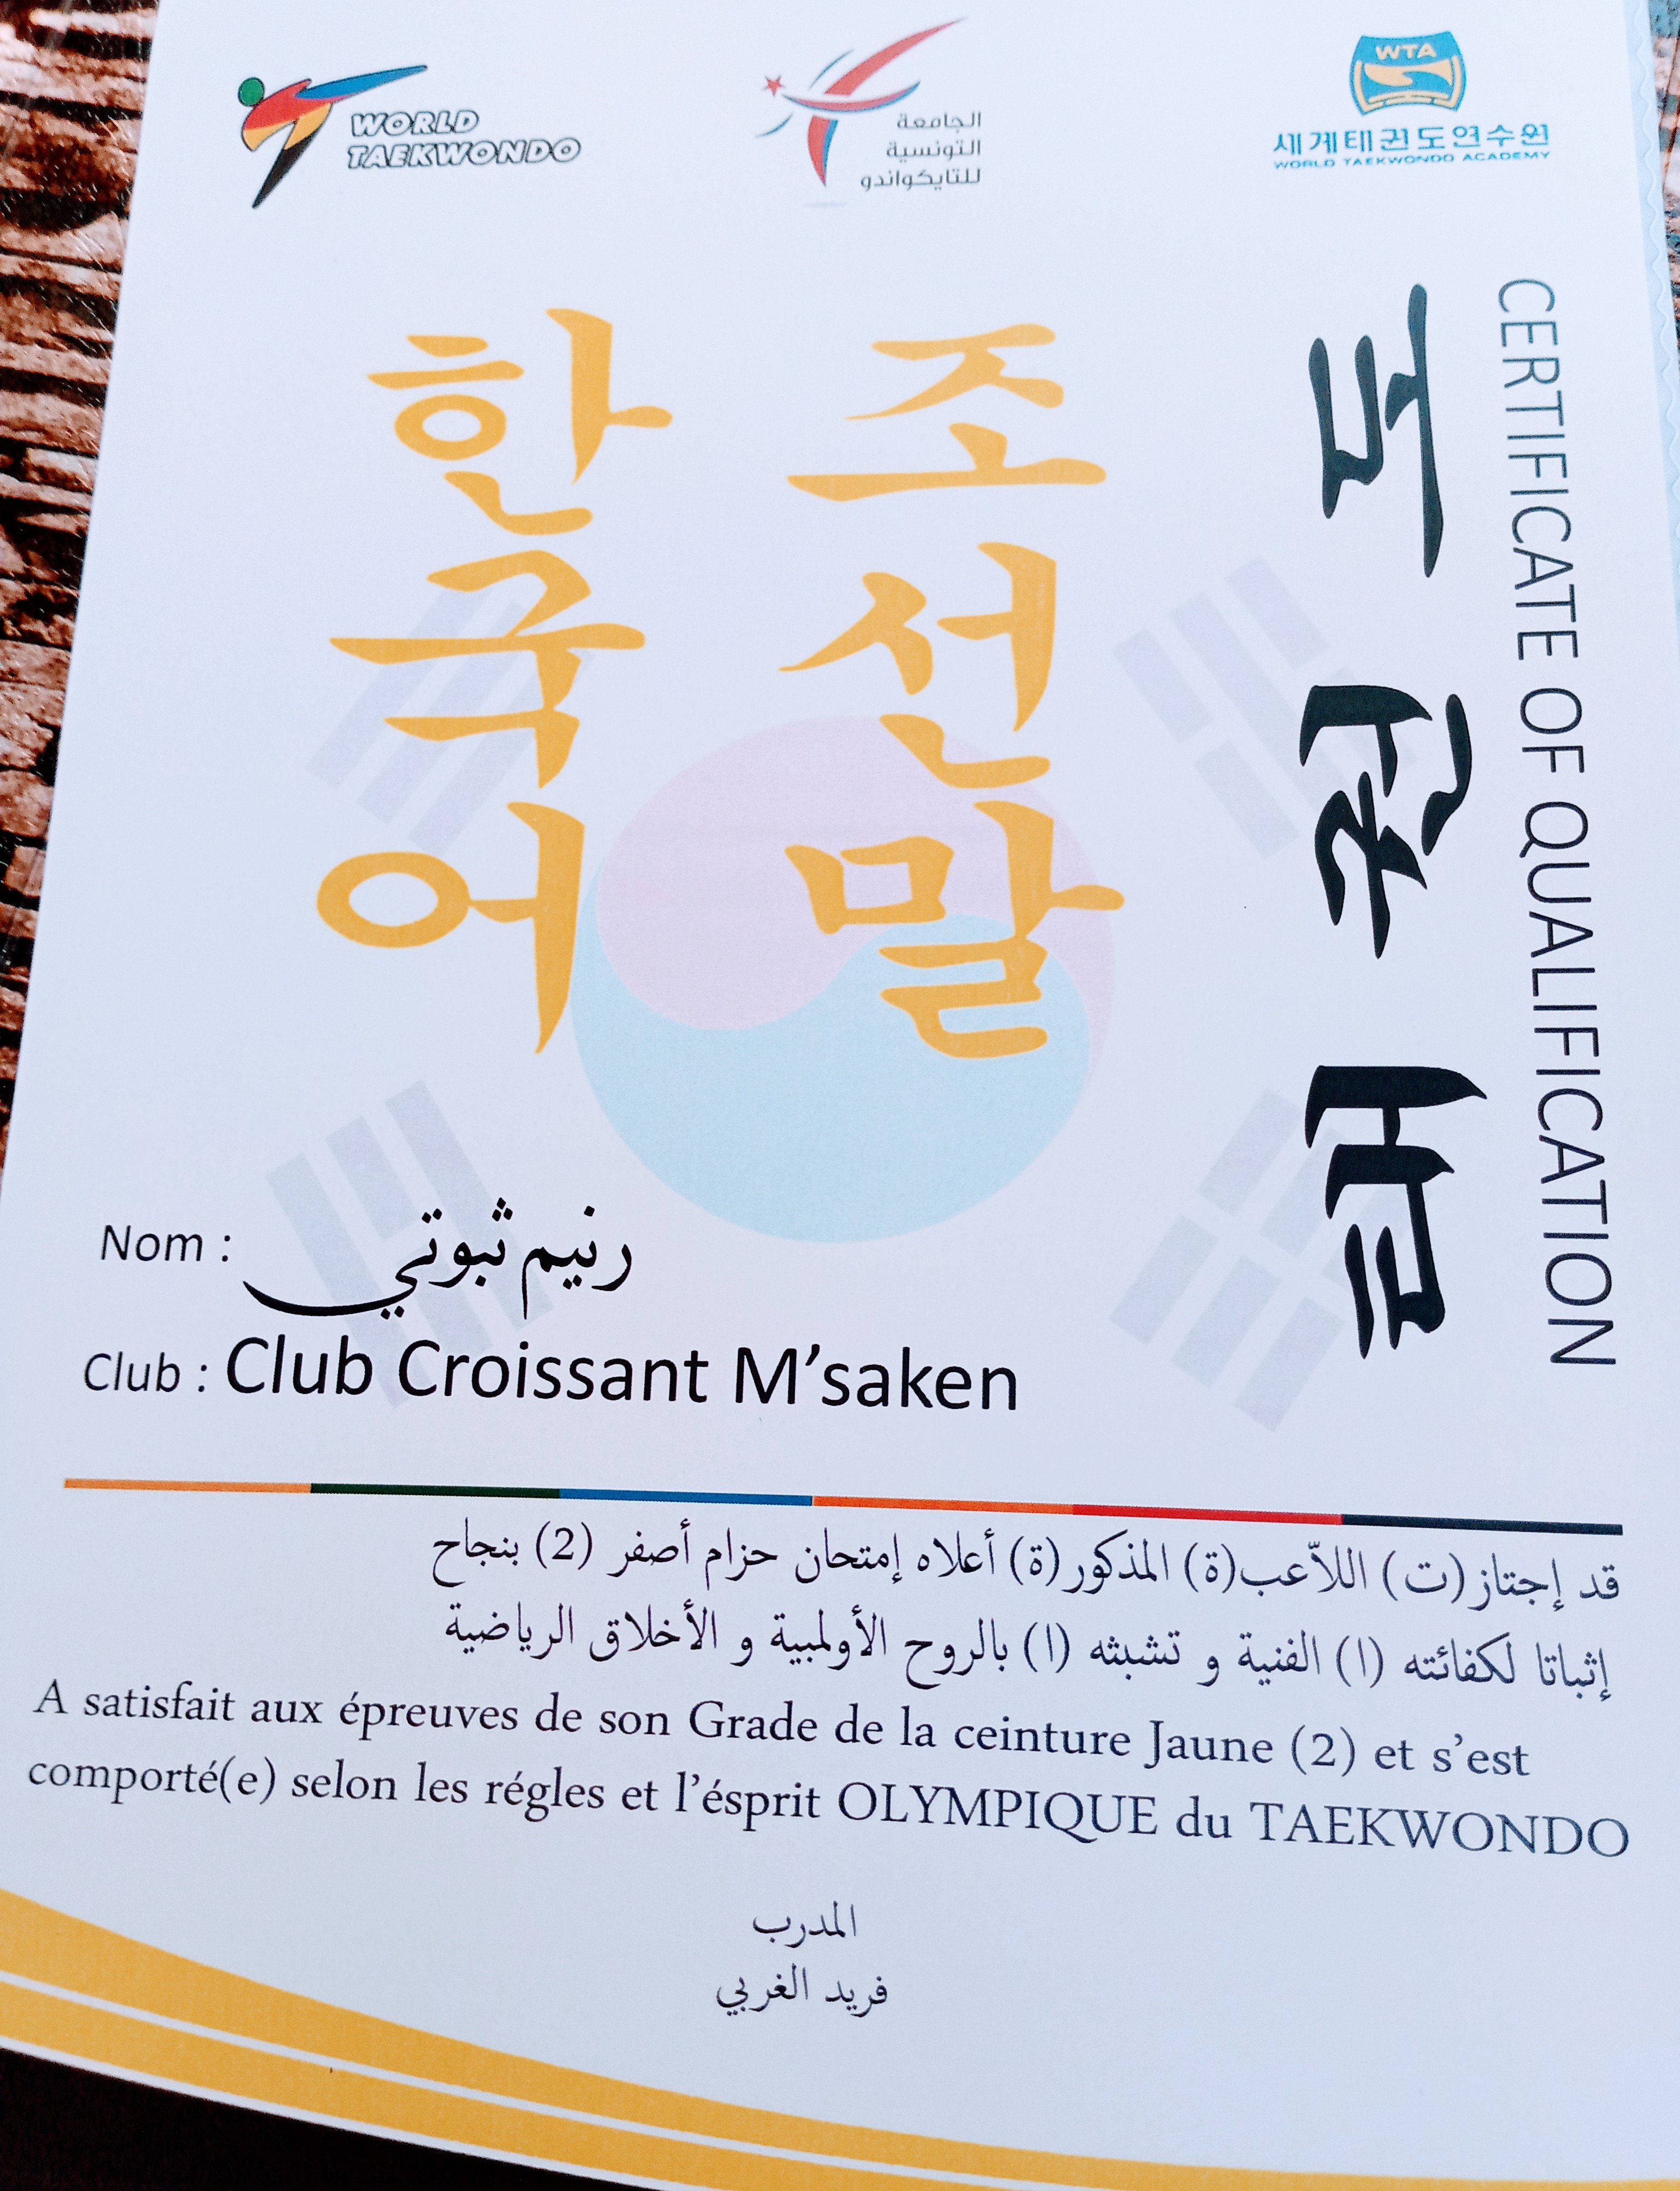 WORLD
TAEKWONDO
الجامعة
التونسية
للتايكواندو
WTA
세계태권도연수원
WORLD TAEKWONDO ACADEMY
한국어
조선말
태권도
CERTIFICATE OF QUALIFICATION
Nom : رنيم ثبوتي
Club : Club Croissant M'saken
قد إجتاز(ت) اللاّعب(ة) المذكور(ة) أعلاه إمتحان حزام أصفر (2) بنجاح
إثباتا لكفائته (ا) الفنية و تشبثه (ا) بالروح الأولمبية و الأخلاق الرياضية
A satisfait aux épreuves de son Grade de la ceinture Jaune (2) et s'est
comporté(e) selon les régles et l'ésprit OLYMPIQUE du TAEKWONDO
المدرب
فريد الغربي